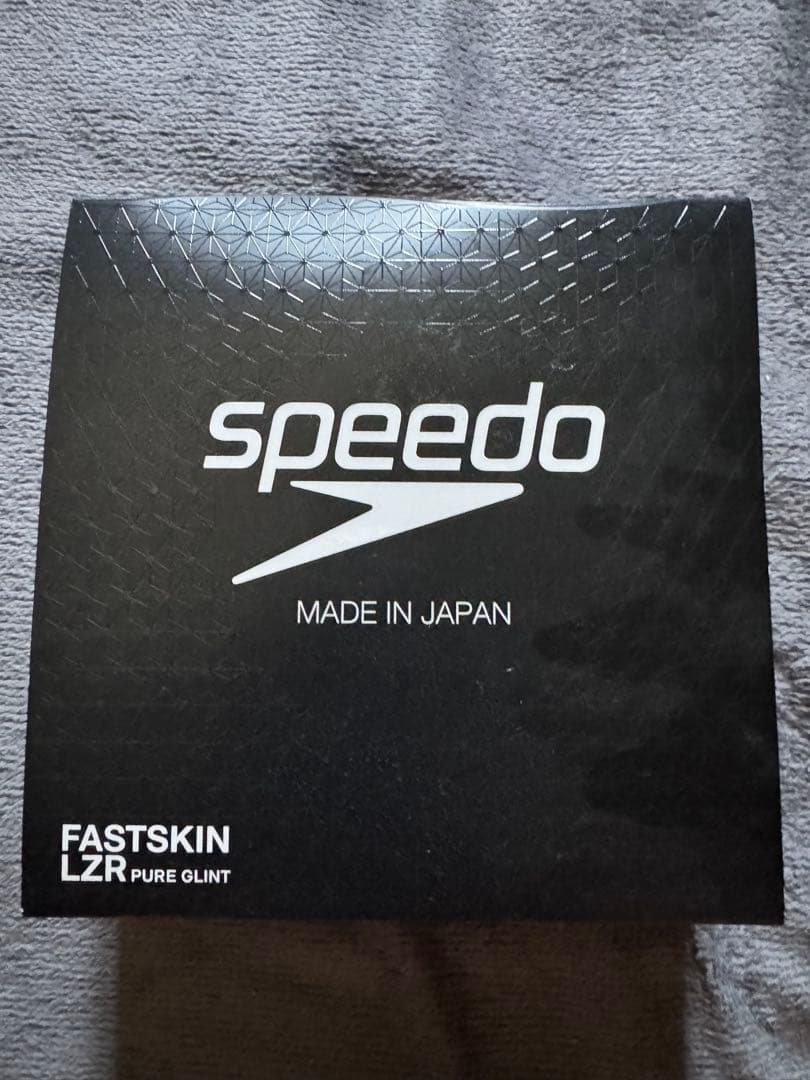 speedo
MADE IN JAPAN
FASTSKIN
LZR PURE GLINT